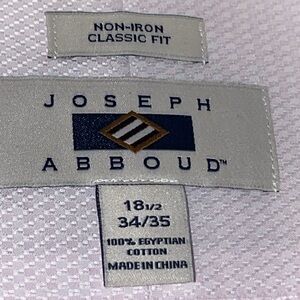 NON-IRON
CLASSIC FIT
JOSEPH
ABBOUD™
18 1/2
34/35
100% EGYPTIAN
COTTON
MADE IN CHINA